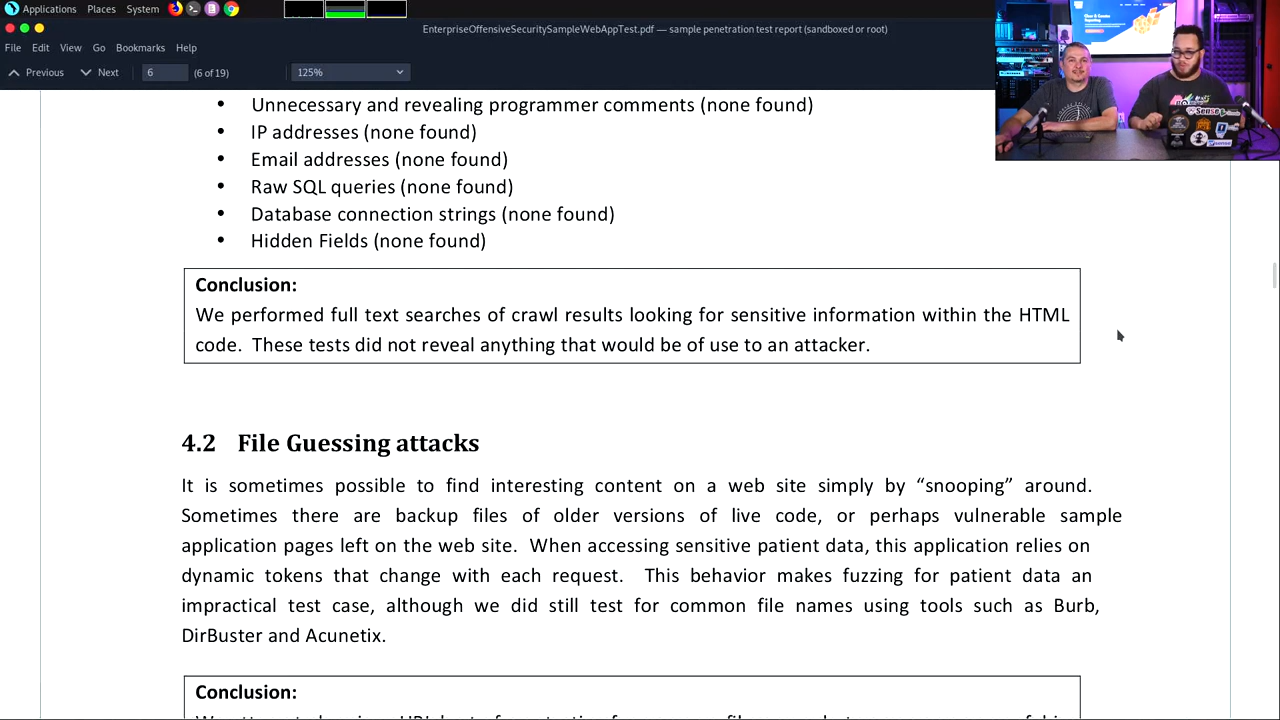 Applications Places System
EnterpriseOffensiveSecuritySampleWebAppTest.pdf — sample penetration test report (sandboxed or root)
File Edit View Go Bookmarks Help
Previous Next 6 (6 of 19) 125%
• Unnecessary and revealing programmer comments (none found)
• IP addresses (none found)
• Email addresses (none found)
• Raw SQL queries (none found)
• Database connection strings (none found)
• Hidden Fields (none found)
Conclusion:
We performed full text searches of crawl results looking for sensitive information within the HTML
code. These tests did not reveal anything that would be of use to an attacker.
4.2 File Guessing attacks
It is sometimes possible to find interesting content on a web site simply by “snooping” around.
Sometimes there are backup files of older versions of live code, or perhaps vulnerable sample
application pages left on the web site. When accessing sensitive patient data, this application relies on
dynamic tokens that change with each request. This behavior makes fuzzing for patient data an
impractical test case, although we did still test for common file names using tools such as Burb,
DirBuster and Acunetix.
Conclusion: